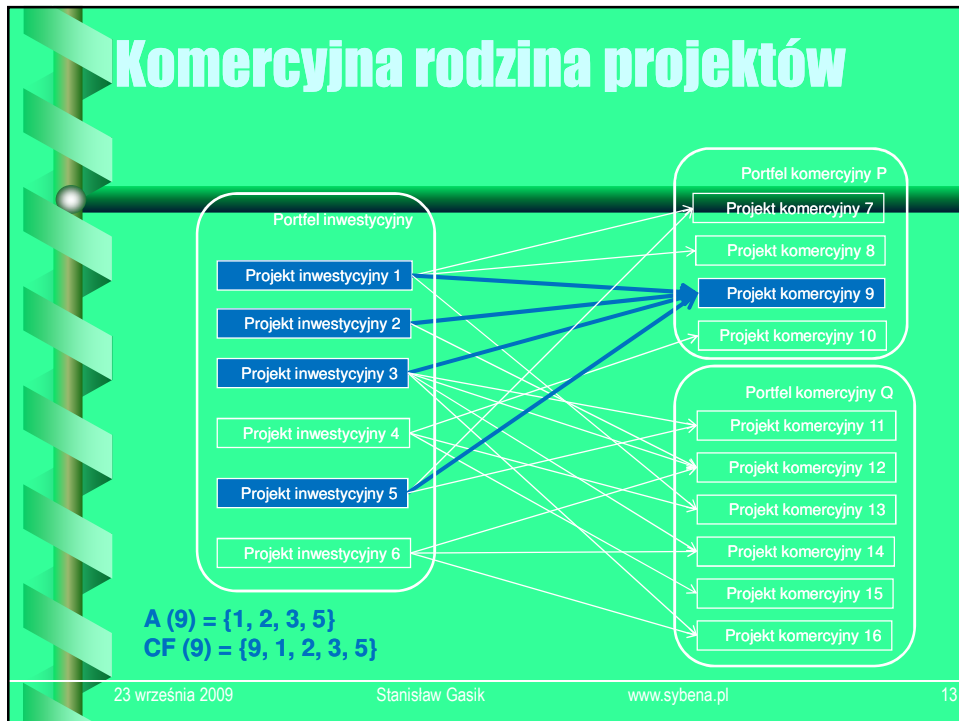 Komercyjna rodzina projektów
Portfel inwestycyjny
Projekt inwestycyjny 1
Projekt inwestycyjny 2
Projekt inwestycyjny 3
Projekt inwestycyjny 4
Projekt inwestycyjny 5
Projekt inwestycyjny 6
Portfel komercyjny P
Projekt komercyjny 7
Projekt komercyjny 8
Projekt komercyjny 9
Projekt komercyjny 10
Portfel komercyjny Q
Projekt komercyjny 11
Projekt komercyjny 12
Projekt komercyjny 13
Projekt komercyjny 14
Projekt komercyjny 15
Projekt komercyjny 16
A (9) = {1, 2, 3, 5}
CF (9) = {9, 1, 2, 3, 5}
23 września 2009 Stanisław Gasik www.sybena.pl 13